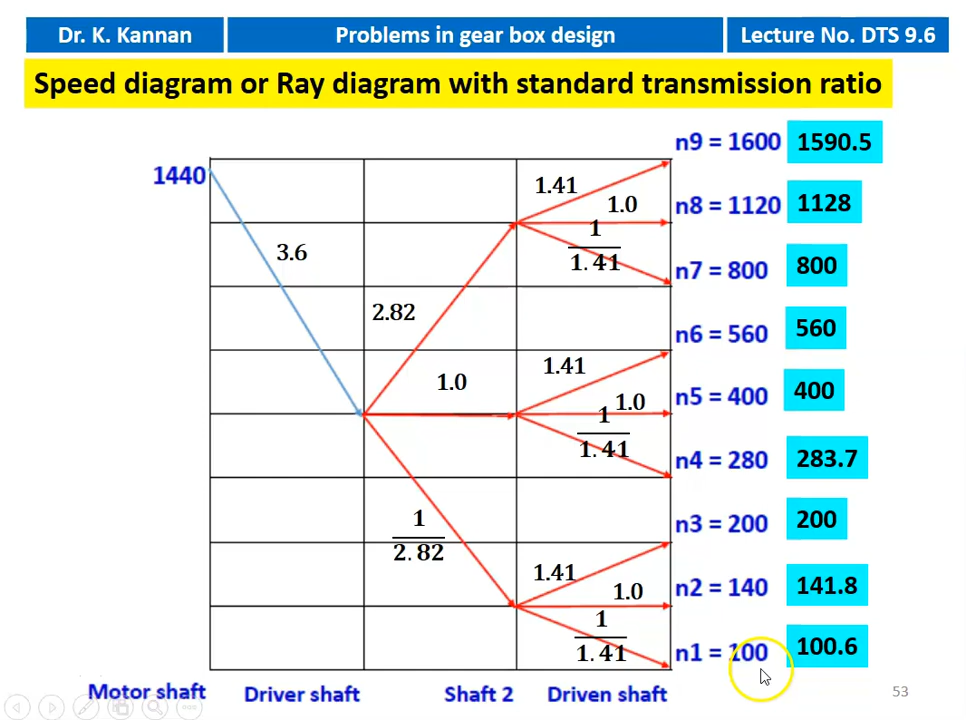 Dr. K. Kannan
Problems in gear box design
Lecture No. DTS 9.6
Speed diagram or Ray diagram with standard transmission ratio
1440
3.6
2.82
1.0
1
2.82
1.41
1.0
1
1.41
1.41
1.0
1
1.41
1.41
1.0
1
1.41
n9 = 1600
1590.5
n8 = 1120
1128
n7 = 800
800
n6 = 560
560
n5 = 400
400
n4 = 280
283.7
n3 = 200
200
n2 = 140
141.8
n1 = 100
100.6
Motor shaft
Driver shaft
Shaft 2
Driven shaft
53